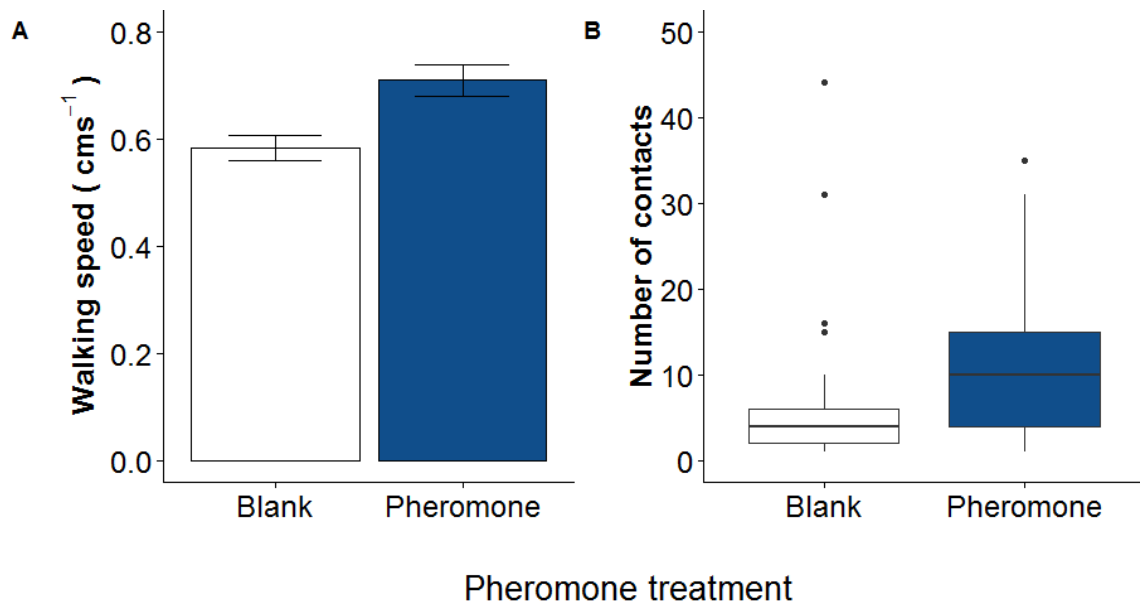 A
Walking speed ( cms⁻¹ )
0.8
0.6
0.4
0.2
0.0
Blank
Pheromone
B
Number of contacts
50
40
30
20
10
0
Blank
Pheromone
Pheromone treatment